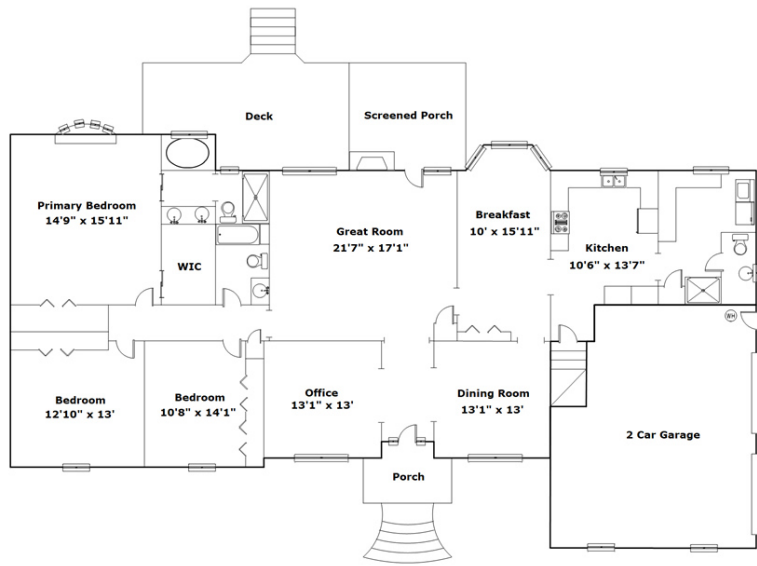 Deck
Screened Porch
Primary Bedroom
14'9" x 15'11"
Great Room
21'7" x 17'1"
Breakfast
10' x 15'11"
Kitchen
10'6" x 13'7"
WIC
WH
Bedroom
12'10" x 13'
Bedroom
10'8" x 14'1"
Office
13'1" x 13'
Dining Room
13'1" x 13'
2 Car Garage
Porch